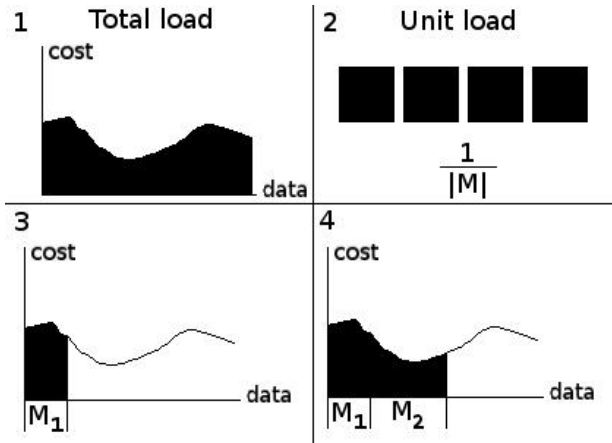 1 Total load
cost
data
2 Unit load
1
|M|
3
cost
data
M₁
4
cost
data
M₁ M₂